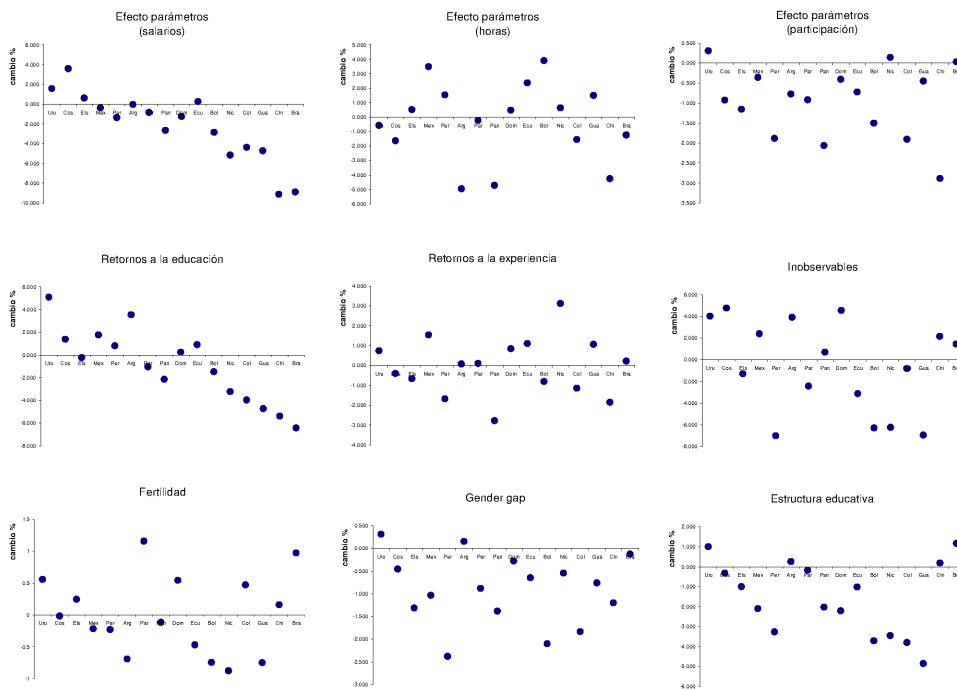 Efecto parámetros
(salarios)
cambio %
6.000
4.000
2.000
0.000
-2.000
-4.000
-6.000
-8.000
-10.000
Uru Cos Els Mex Per Arg Par Pan Dom Ecu Bol Nic Col Gua Chi Bra
Efecto parámetros
(horas)
cambio %
5.000
4.000
3.000
2.000
1.000
0.000
-1.000
-2.000
-3.000
-4.000
-5.000
-6.000
Uru Cos Els Mex Per Arg Par Pan Dom Ecu Bol Nic Col Gua Chi Bra
Efecto parámetros
(participación)
cambio %
0.500
0.000
-0.500
-1.000
-1.500
-2.000
-2.500
-3.000
-3.500
Uru Cos Els Mex Per Arg Par Pan Dom Ecu Bol Nic Col Gua Chi Br
Retornos a la educación
cambio %
6.000
4.000
2.000
0.000
-2.000
-4.000
-6.000
-8.000
Uru Cos Els Mex Per Arg Par Pan Dom Ecu Bol Nic Col Gua Chi Bra
Retornos a la experiencia
cambio %
4.000
3.000
2.000
1.000
0.000
-1.000
-2.000
-3.000
-4.000
Uru Cos Els Mex Per Arg Par Pan Dom Ecu Bol Nic Col Gua Chi Bra
Inobservables
cambio %
6.000
4.000
2.000
0.000
-2.000
-4.000
-6.000
-8.000
Uru Cos Els Mex Per Arg Par Pan Dom Ecu Bol Nic Col Gua Chi Br
Fertilidad
cambio %
1.5
1
0.5
0
-0.5
-1
Uru Cos Els Mex Per Arg Par Pan Dom Ecu Bol Nic Col Gua Chi Bra
Gender gap
cambio %
0.500
0.000
-0.500
-1.000
-1.500
-2.000
-2.500
-3.000
Uru Cos Els Mex Per Arg Par Pan Dom Ecu Bol Nic Col Gua Chi Bra
Estructura educativa
cambio %
2.000
1.000
0.000
-1.000
-2.000
-3.000
-4.000
-5.000
-6.000
Uru Cos Els Mex Per Arg Par Pan Dom Ecu Bol Nic Col Gua Chi Br